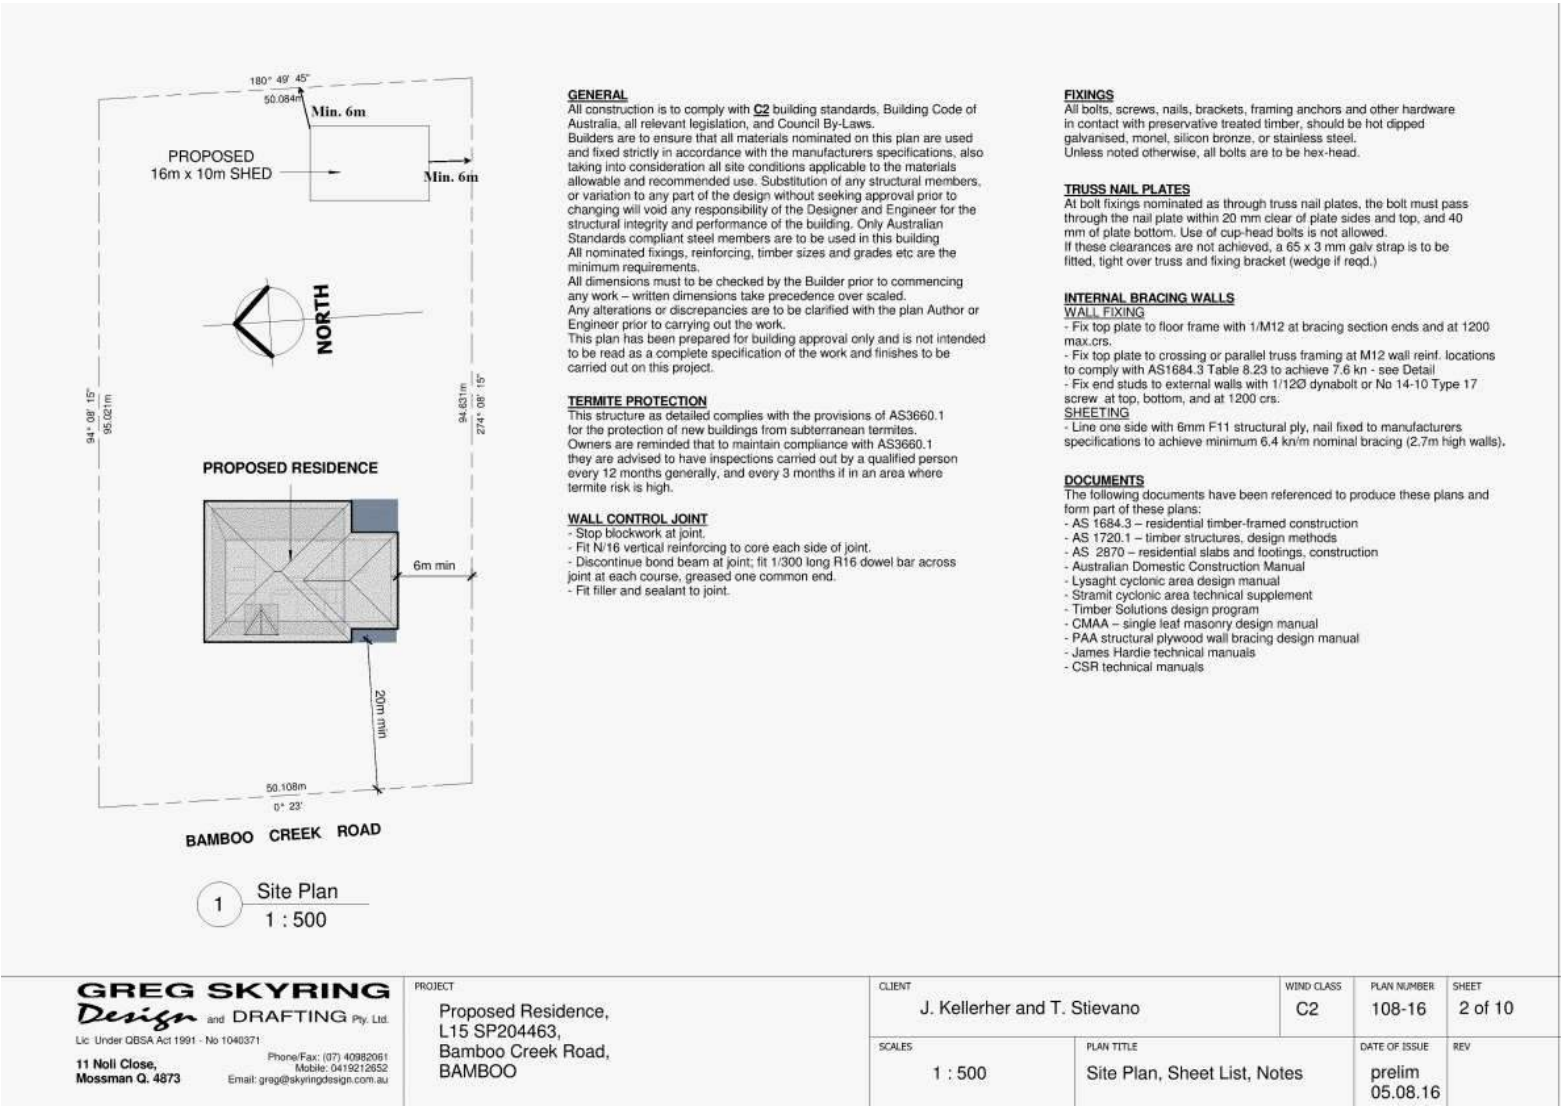 180° 49' 45"
50.084m
Min. 6m
PROPOSED
16m x 10m SHED
Min. 6m
NORTH
94° 08' 15"
95.021m
94.631m
274° 08' 15"
PROPOSED RESIDENCE
6m min
20m min
50.108m
0° 23'
BAMBOO CREEK ROAD
1
Site Plan
1 : 500
GENERAL
All construction is to comply with C2 building standards, Building Code of
Australia, all relevant legislation, and Council By-Laws.
Builders are to ensure that all materials nominated on this plan are used
and fixed strictly in accordance with the manufacturers specifications, also
taking into consideration all site conditions applicable to the materials
allowable and recommended use. Substitution of any structural members,
or variation to any part of the design without seeking approval prior to
changing will void any responsibility of the Designer and Engineer for the
structural integrity and performance of the building. Only Australian
Standards compliant steel members are to be used in this building
All nominated fixings, reinforcing, timber sizes and grades etc are the
minimum requirements.
All dimensions must to be checked by the Builder prior to commencing
any work – written dimensions take precedence over scaled.
Any alterations or discrepancies are to be clarified with the plan Author or
Engineer prior to carrying out the work.
This plan has been prepared for building approval only and is not intended
to be read as a complete specification of the work and finishes to be
carried out on this project.
TERMITE PROTECTION
This structure as detailed complies with the provisions of AS3660.1
for the protection of new buildings from subterranean termites.
Owners are reminded that to maintain compliance with AS3660.1
they are advised to have inspections carried out by a qualified person
every 12 months generally, and every 3 months if in an area where
termite risk is high.
WALL CONTROL JOINT
- Stop blockwork at joint.
- Fit N/16 vertical reinforcing to core each side of joint.
- Discontinue bond beam at joint; fit 1/300 long R16 dowel bar across
joint at each course, greased one common end.
- Fit filler and sealant to joint.
FIXINGS
All bolts, screws, nails, brackets, framing anchors and other hardware
in contact with preservative treated timber, should be hot dipped
galvanised, monel, silicon bronze, or stainless steel.
Unless noted otherwise, all bolts are to be hex-head.
TRUSS NAIL PLATES
At bolt fixings nominated as through truss nail plates, the bolt must pass
through the nail plate within 20 mm clear of plate sides and top, and 40
mm of plate bottom. Use of cup-head bolts is not allowed.
If these clearances are not achieved, a 65 x 3 mm galv strap is to be
fitted, tight over truss and fixing bracket (wedge if reqd.)
INTERNAL BRACING WALLS
WALL FIXING
- Fix top plate to floor frame with 1/M12 at bracing section ends and at 1200
max.crs.
- Fix top plate to crossing or parallel truss framing at M12 wall reinf. locations
to comply with AS1684.3 Table 8.23 to achieve 7.6 kn - see Detail
- Fix end studs to external walls with 1/12Ø dynabolt or No 14-10 Type 17
screw at top, bottom, and at 1200 crs.
SHEETING
- Line one side with 6mm F11 structural ply, nail fixed to manufacturers
specifications to achieve minimum 6.4 kn/m nominal bracing (2.7m high walls).
DOCUMENTS
The following documents have been referenced to produce these plans and
form part of these plans:
- AS 1684.3 – residential timber-framed construction
- AS 1720.1 – timber structures, design methods
- AS 2870 – residential slabs and footings, construction
- Australian Domestic Construction Manual
- Lysaght cyclonic area design manual
- Stramit cyclonic area technical supplement
- Timber Solutions design program
- CMAA – single leaf masonry design manual
- PAA structural plywood wall bracing design manual
- James Hardie technical manuals
- CSR technical manuals
GREG SKYRING
Design and DRAFTING Pty. Ltd.
Lic Under QBSA Act 1991 - No 1040371
11 Noli Close,
Mossman Q. 4873
Phone/Fax: (07) 40982061
Mobile: 0419212652
Email: greg@skyringdesign.com.au
PROJECT
Proposed Residence,
L15 SP204463,
Bamboo Creek Road,
BAMBOO
CLIENT
J. Kellerher and T. Stievano
WIND CLASS
C2
PLAN NUMBER
108-16
SHEET
2 of 10
SCALES
1 : 500
PLAN TITLE
Site Plan, Sheet List, Notes
DATE OF ISSUE
prelim
05.08.16
REV